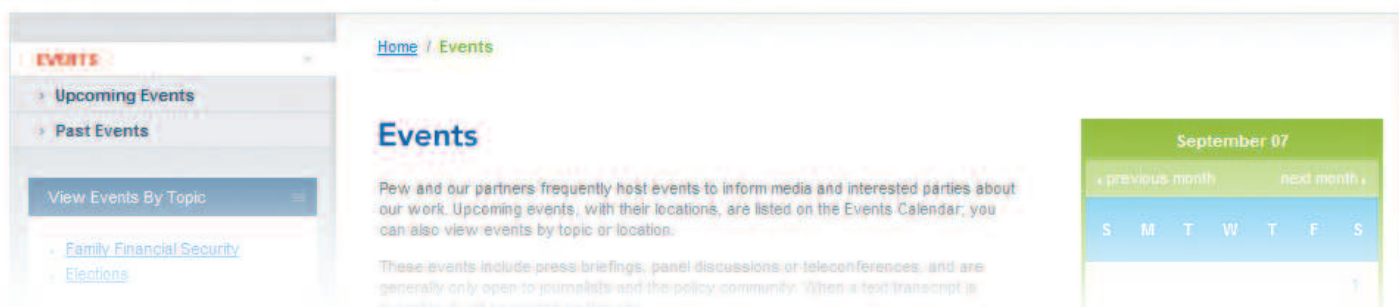 Home / Events
EVENTS
› Upcoming Events
› Past Events
View Events By Topic
Family Financial Security
Elections
Events
Pew and our partners frequently host events to inform media and interested parties about
our work. Upcoming events, with their locations, are listed on the Events Calendar; you
can also view events by topic or location.
These events include press briefings, panel discussions or teleconferences, and are
generally only open to journalists and the policy community. When a text transcript is
September 07
previous month next month
S M T W T F S
1